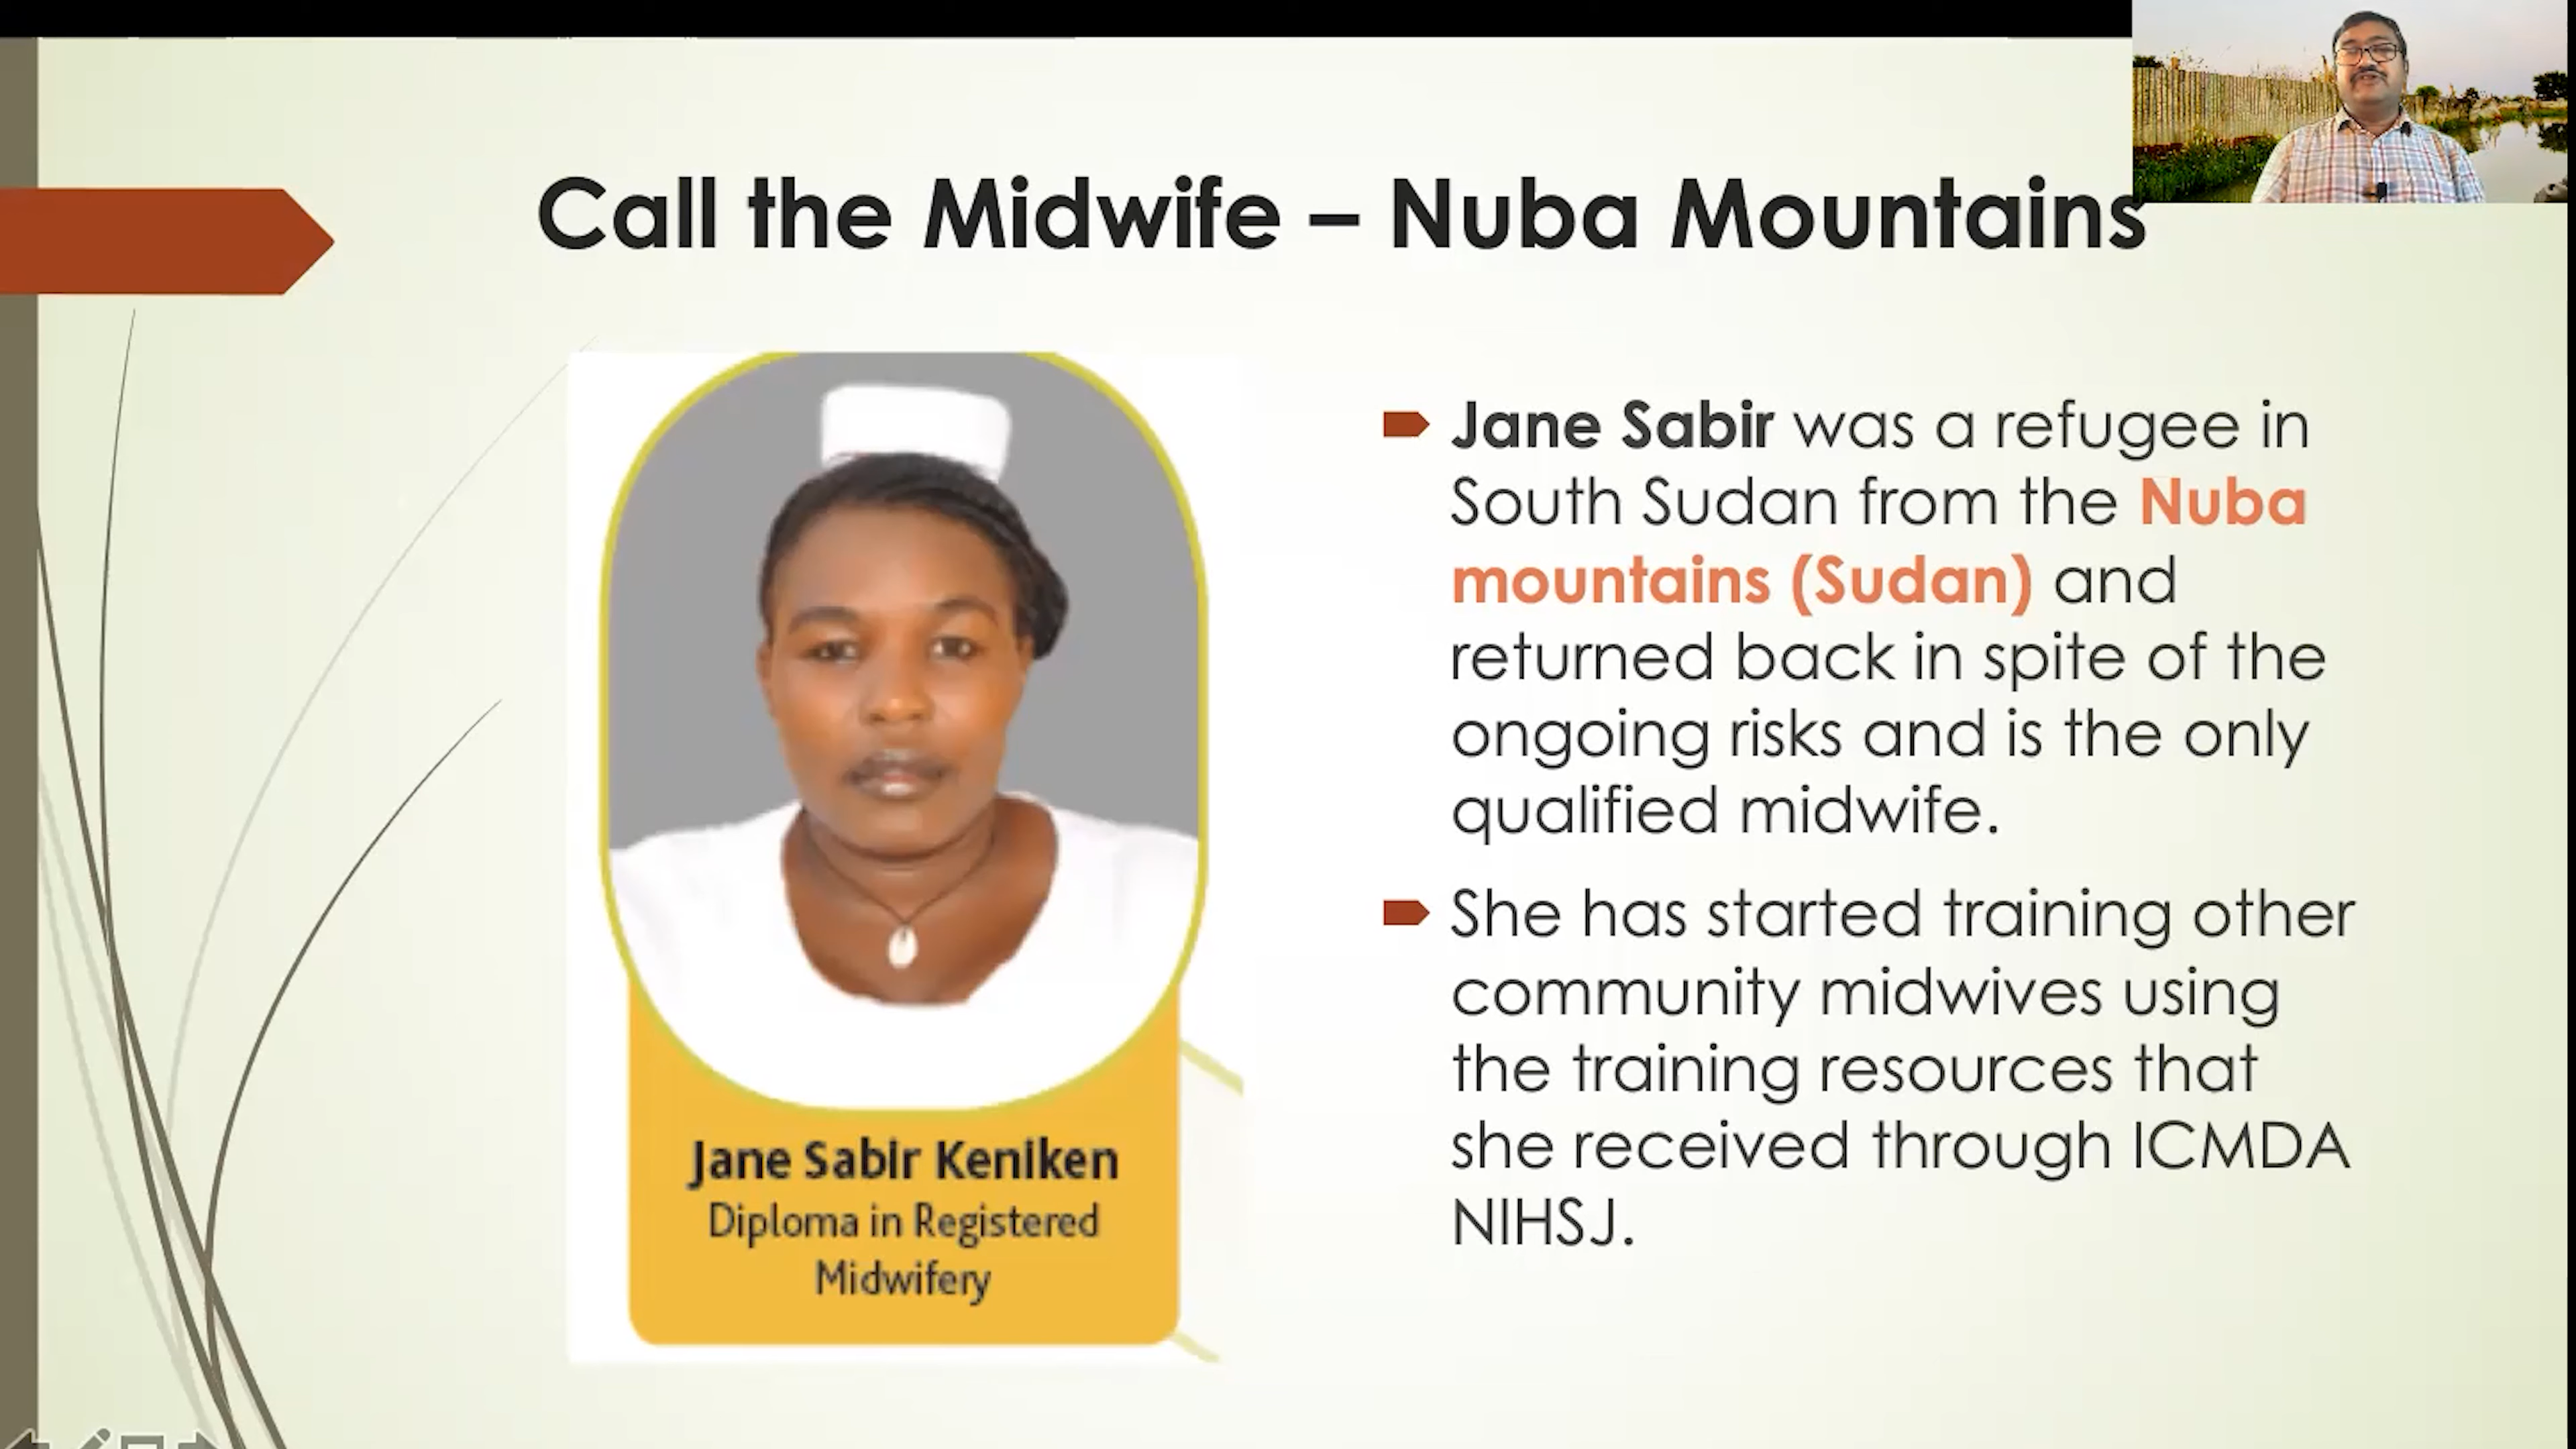 Call the Midwife – Nuba Mountains
Jane Sabir was a refugee in
South Sudan from the Nuba
mountains (Sudan) and
returned back in spite of the
ongoing risks and is the only
qualified midwife.
She has started training other
community midwives using
the training resources that
she received through ICMDA
NIHSJ.
Jane Sabir Keniken
Diploma in Registered
Midwifery